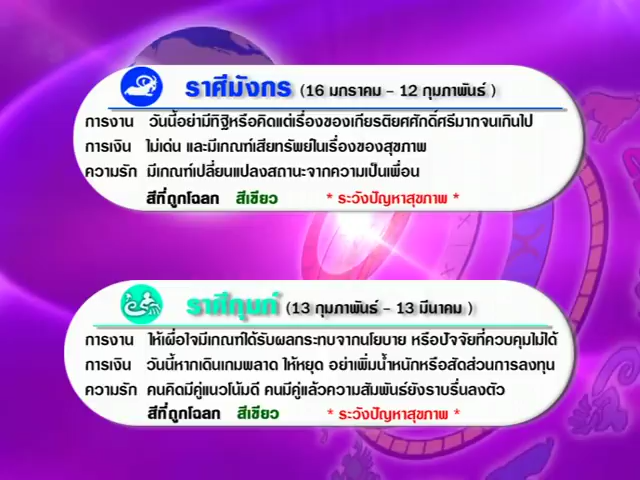 ราศีมังกร (16 มกราคม - 12 กุมภาพันธ์ )
การงาน วันนี้อย่ามีทิฐิหรือคิดแต่เรื่องของเกียรติยศศักดิ์ศรีมากจนเกินไป
การเงิน ไม่เด่น และมีเกณฑ์เสียทรัพย์ในเรื่องของสุขภาพ
ความรัก มีเกณฑ์เปลี่ยนแปลงสถานะจากความเป็นเพื่อน
สีที่ถูกโฉลก สีเขียว * ระวังปัญหาสุขภาพ *
ราศีกุมภ์ (13 กุมภาพันธ์ - 13 มีนาคม )
การงาน ให้เผื่อใจมีเกณฑ์ได้รับผลกระทบจากนโยบาย หรือปัจจัยที่ควบคุมไม่ได้
การเงิน วันนี้หากเดินเกมพลาด ให้หยุด อย่าเพิ่มน้ำหนักหรือสัดส่วนการลงทุน
ความรัก คนคิดมีคู่แนวโน้มดี คนมีคู่แล้วความสัมพันธ์ยังราบรื่นลงตัว
สีที่ถูกโฉลก สีเขียว * ระวังปัญหาสุขภาพ *